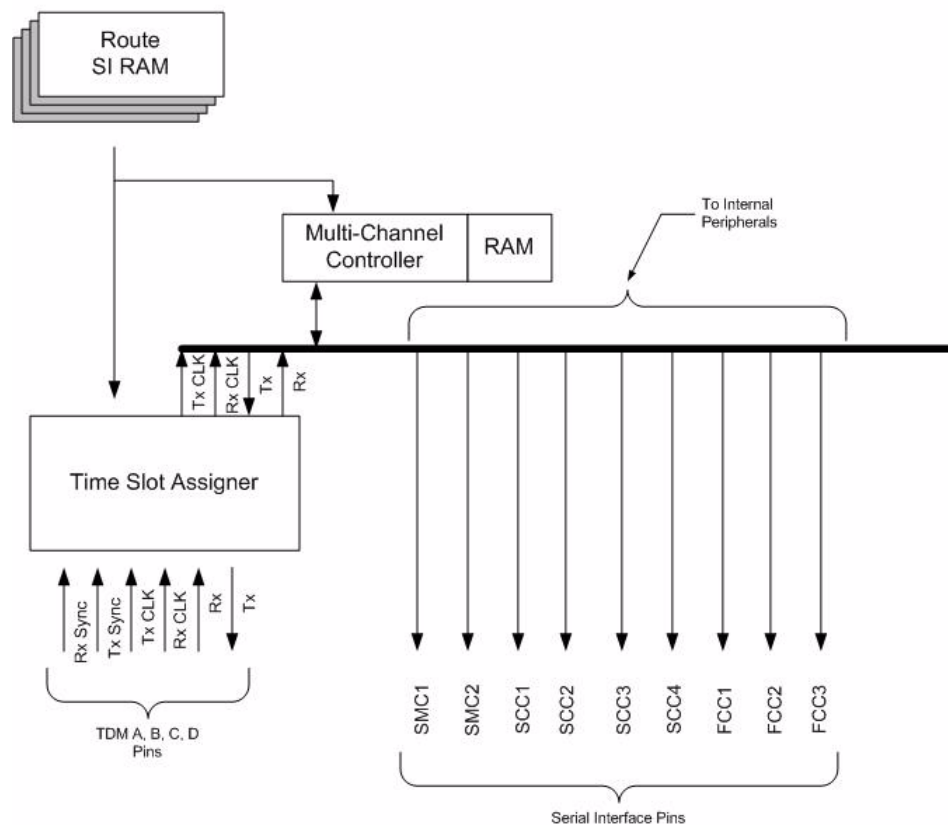 Route
SI RAM
To Internal
Peripherals
Multi-Channel
Controller
RAM
Tx CLK
Rx CLK
Tx
Rx
Time Slot Assigner
Rx Sync
Tx Sync
Tx CLK
Rx CLK
Rx
Tx
TDM A, B, C, D
Pins
SMC1
SMC2
SCC1
SCC2
SCC3
SCC4
FCC1
FCC2
FCC3
Serial Interface Pins